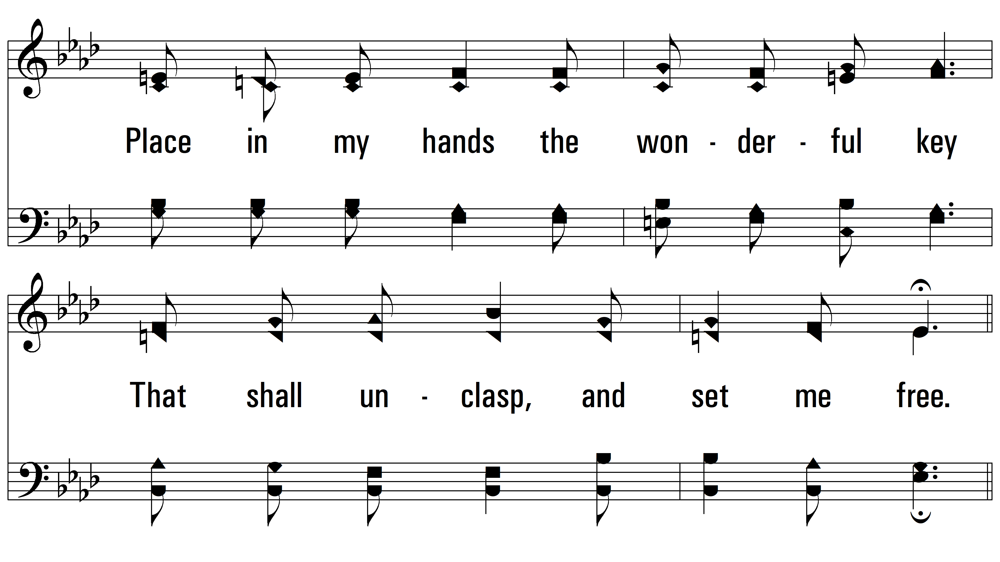 Place in my hands the won - der - ful key
That shall un - clasp, and set me free.